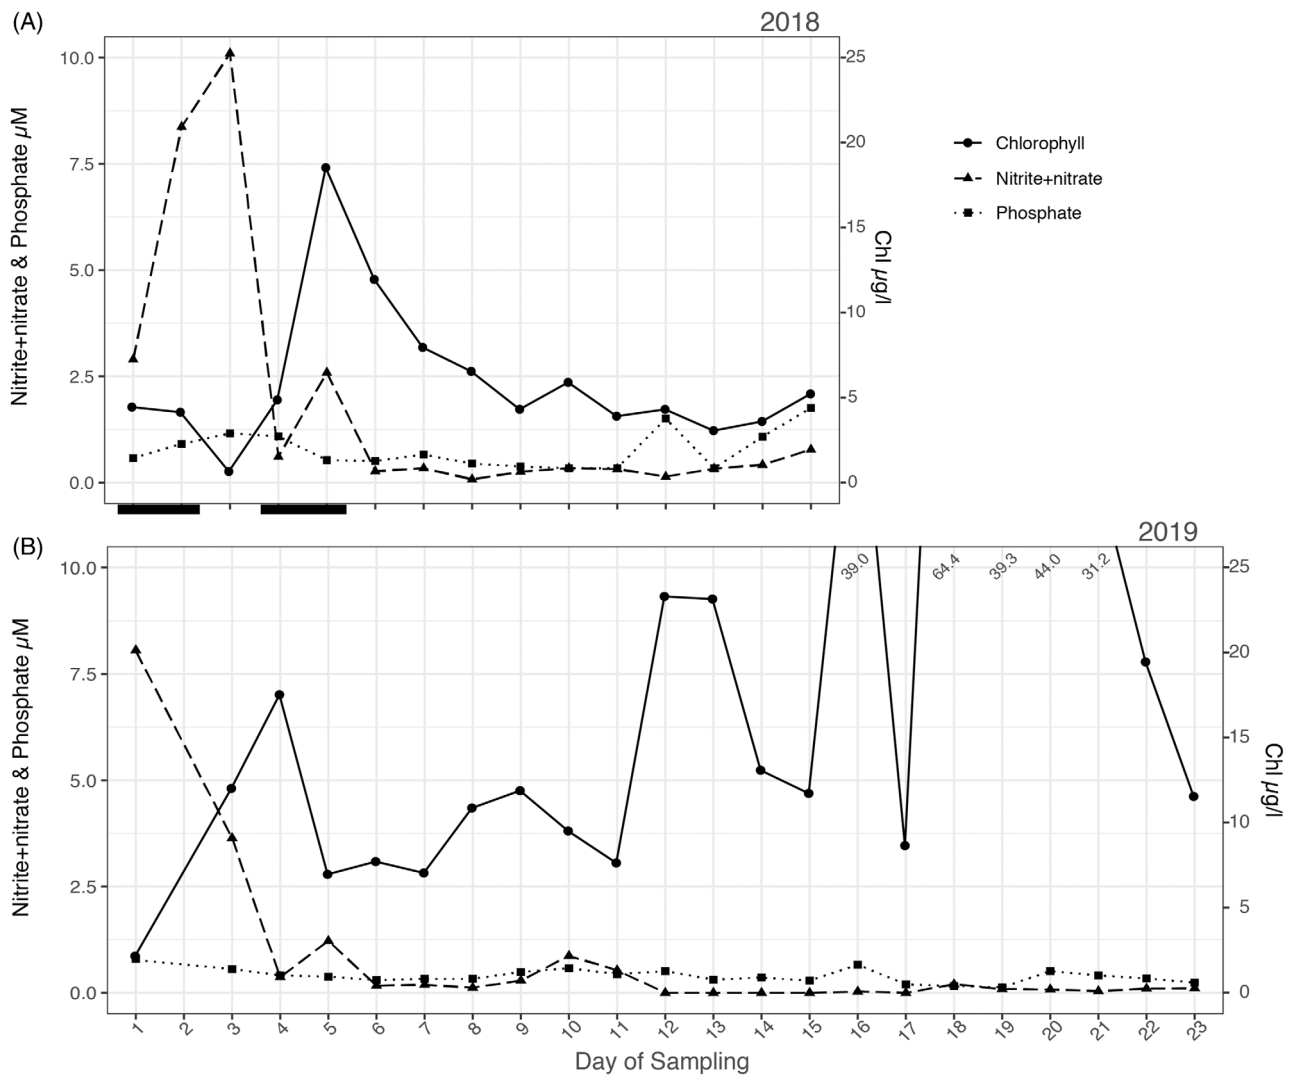 (A)
2018
10.0
7.5
5.0
2.5
0.0
Nitrite+nitrate & Phosphate µM
25
20
15
10
5
0
Chl µg/l
Chlorophyll
Nitrite+nitrate
Phosphate
(B)
2019
10.0
7.5
5.0
2.5
0.0
Nitrite+nitrate & Phosphate µM
39.0
64.4
39.3
44.0
31.2
25
20
15
10
5
0
Chl µg/l
1 2 3 4 5 6 7 8 9 10 11 12 13 14 15 16 17 18 19 20 21 22 23
Day of Sampling